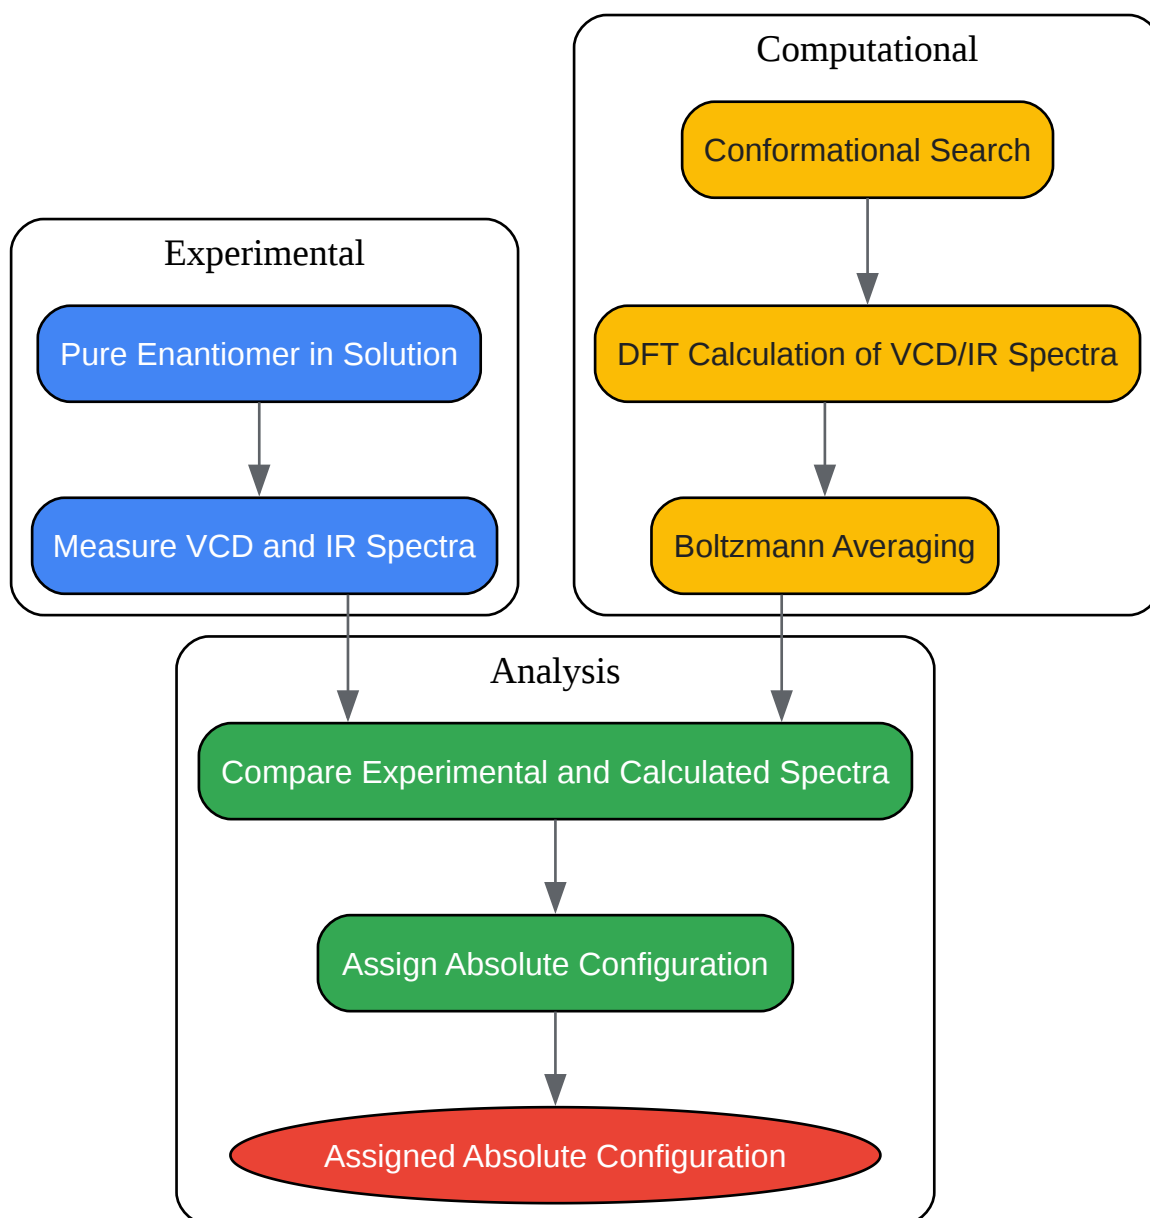 Computational
Conformational Search
DFT Calculation of VCD/IR Spectra
Boltzmann Averaging
Experimental
Pure Enantiomer in Solution
Measure VCD and IR Spectra
Analysis
Compare Experimental and Calculated Spectra
Assign Absolute Configuration
Assigned Absolute Configuration